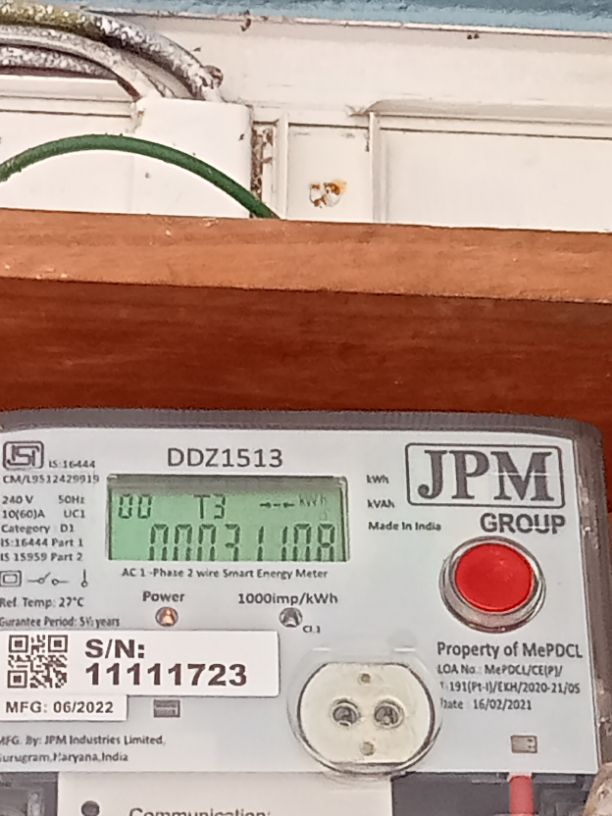 IS:16444
CM/L9512429919
DDZ1513
240 V 50Hz
10(60)A UC1
Category : D1
IS:16444 Part 1
IS 15959 Part 2
00 T3 kWh
kWh
kVAh
Made In India
JPM
GROUP
AC 1 -Phase 2 wire Smart Energy Meter
Ref. Temp: 27°C
Gurantee Period: 5½ years
Power
1000imp/kWh
Cl.1
S/N:
11111723
MFG: 06/2022
Property of MePDCL
LOA No.: MePDCL/CE(P)/
191(Pt-I)/EKH/2020-21/05
Date : 16/02/2021
MFG. By: JPM Industries Limited,
Gurugram,Haryana,India
Communication: